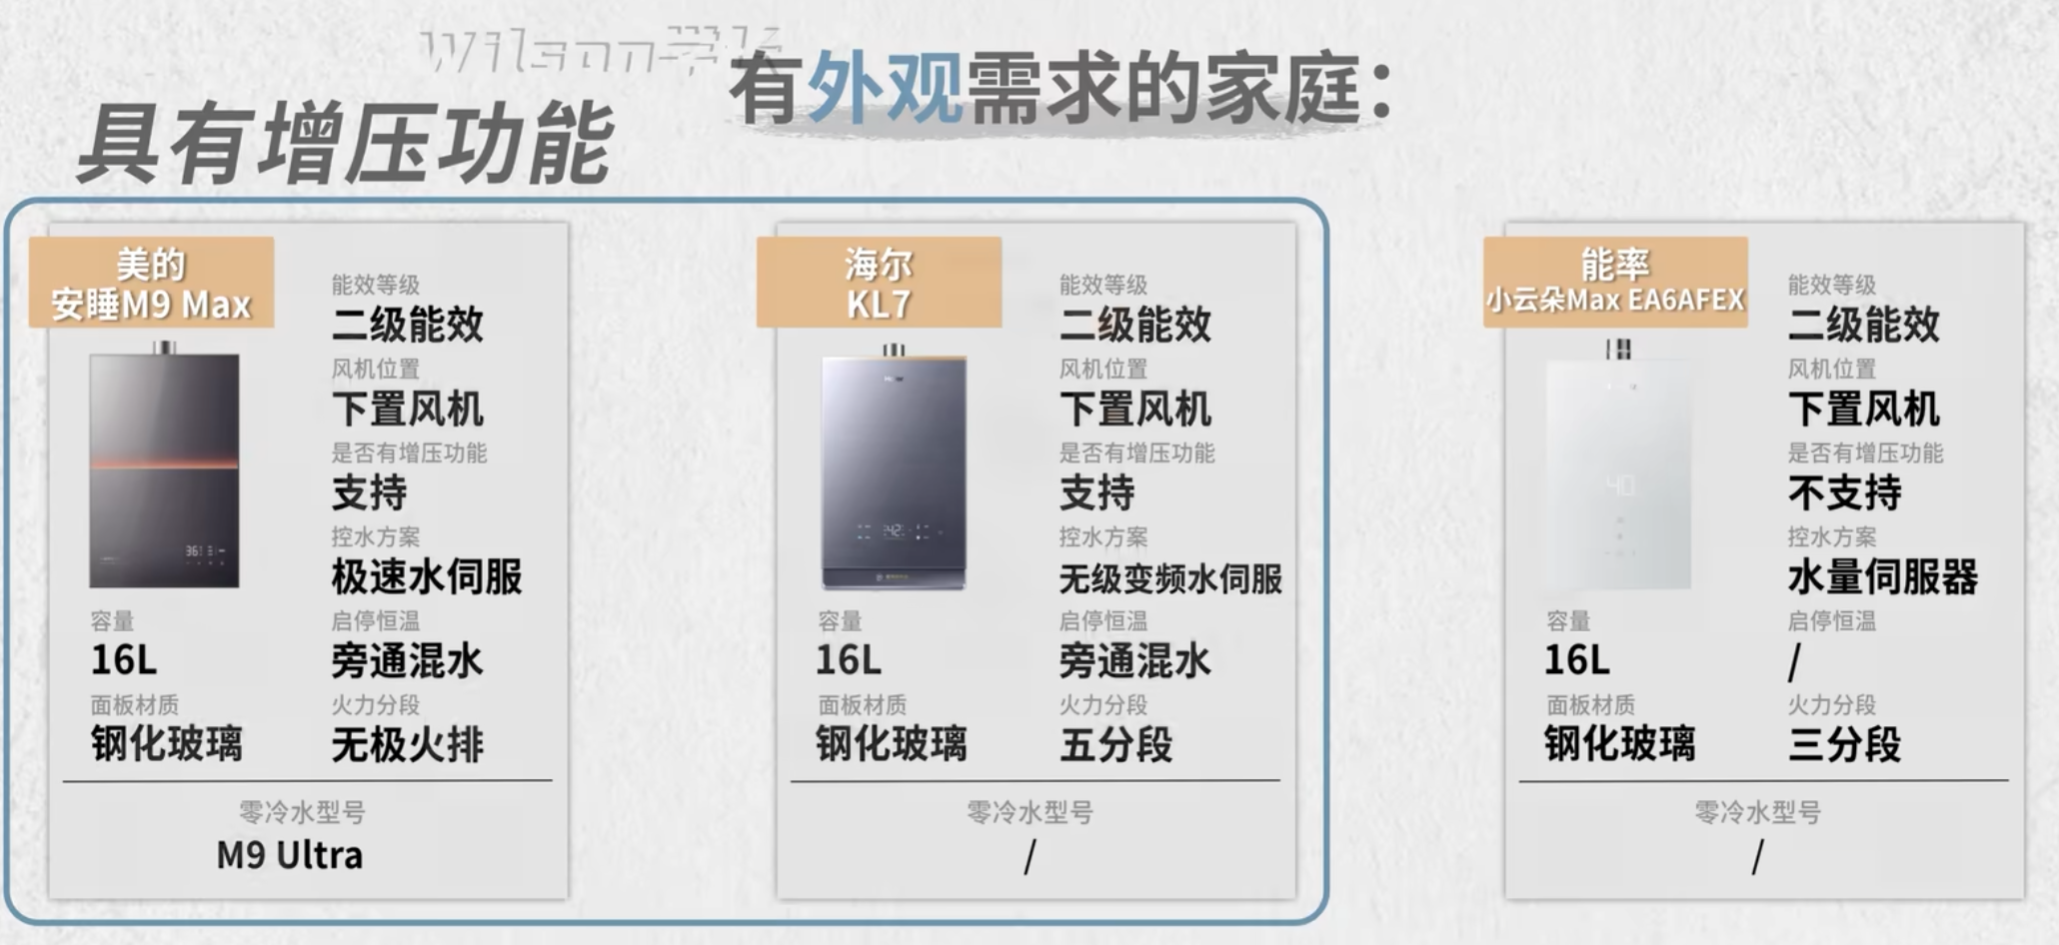 Wilson学长
有外观需求的家庭：
具有增压功能
美的
安睡M9 Max
能效等级
二级能效
风机位置
下置风机
是否有增压功能
支持
控水方案
极速水伺服
容量
16L
启停恒温
旁通混水
面板材质
钢化玻璃
火力分段
无极火排
零冷水型号
M9 Ultra
海尔
KL7
能效等级
二级能效
风机位置
下置风机
是否有增压功能
支持
控水方案
无级变频水伺服
容量
16L
启停恒温
旁通混水
面板材质
钢化玻璃
火力分段
五分段
零冷水型号
/
能率
小云朵Max EA6AFEX
能效等级
二级能效
风机位置
下置风机
是否有增压功能
不支持
40
控水方案
水量伺服器
容量
16L
启停恒温
/
面板材质
钢化玻璃
火力分段
三分段
零冷水型号
/